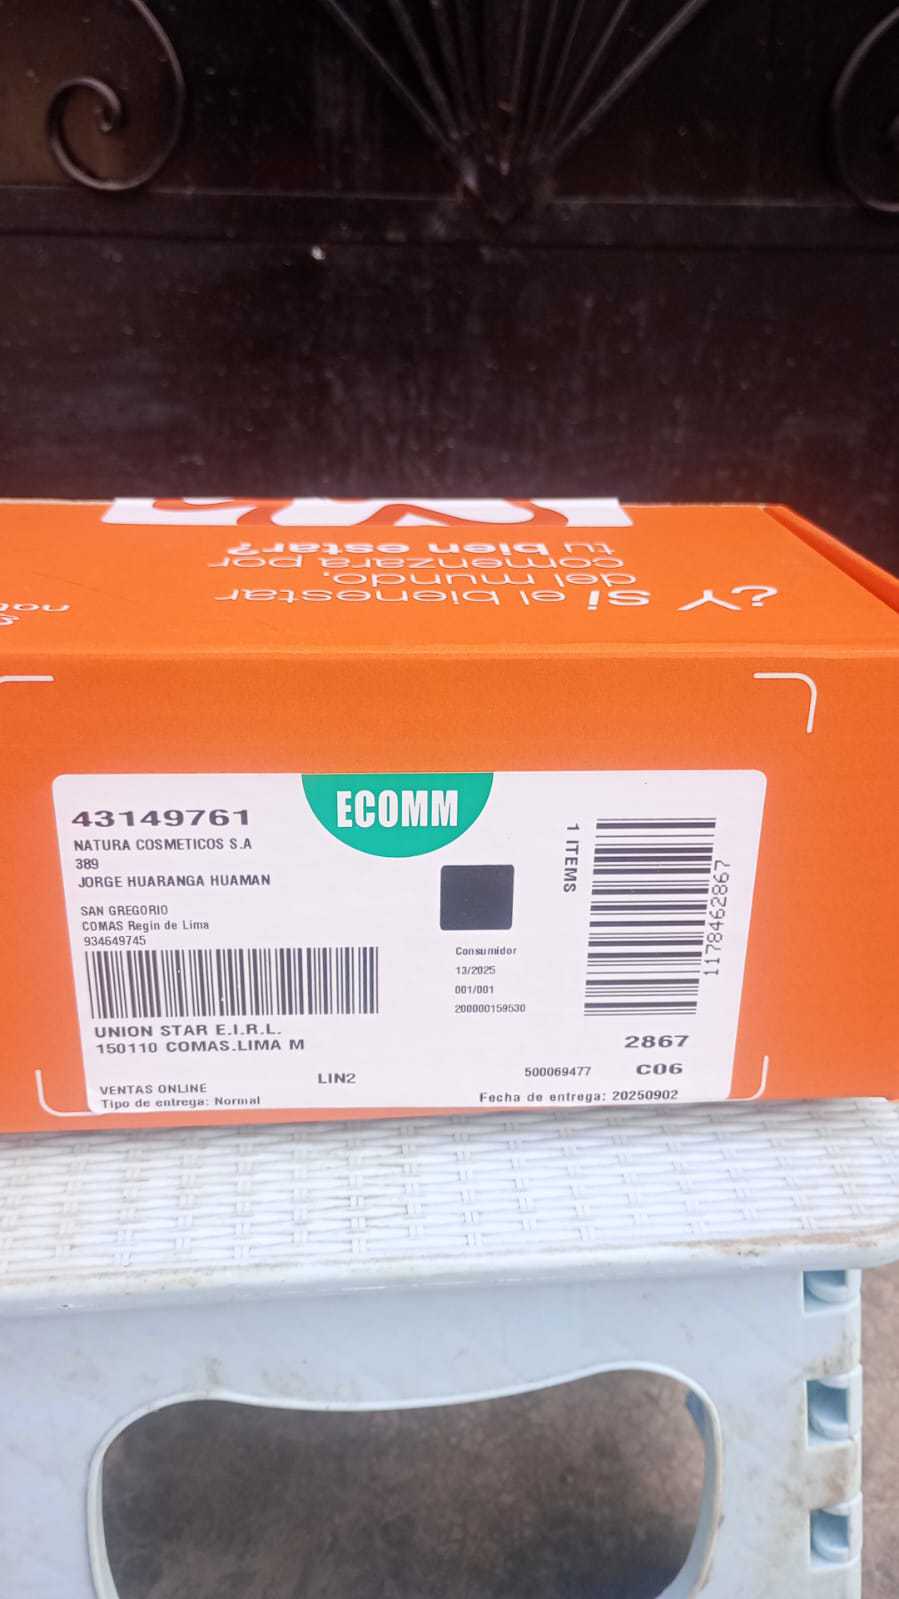 ¿Y si el bienestar
del mundo,
comenzara por
tu bien estar?
43149761
NATURA COSMETICOS S.A
389
JORGE HUARANGA HUAMAN
SAN GREGORIO
COMAS Regin de Lima
934649745
UNION STAR E.I.R.L.
150110 COMAS.LIMA M
VENTAS ONLINE
Tipo de entrega: Normal
LIN2
ECOMM
Consumidor
13/2025
001/001
200000159530
1 ITEMS
1178462867
2867
500069477
C06
Fecha de entrega: 20250902